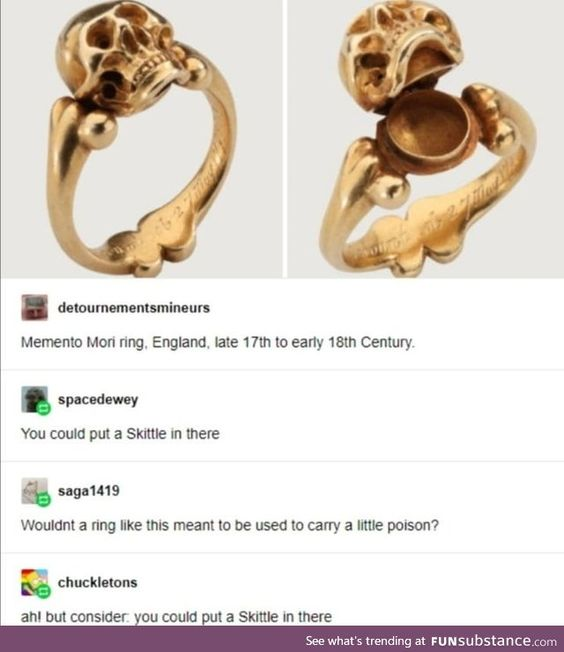 detournementsmineurs
Memento Mori ring, England, late 17th to early 18th Century.
spacedewey
You could put a Skittle in there
saga1419
Wouldnt a ring like this meant to be used to carry a little poison?
chuckletons
ah! but consider: you could put a Skittle in there
See what's trending at FUNsubstance.com